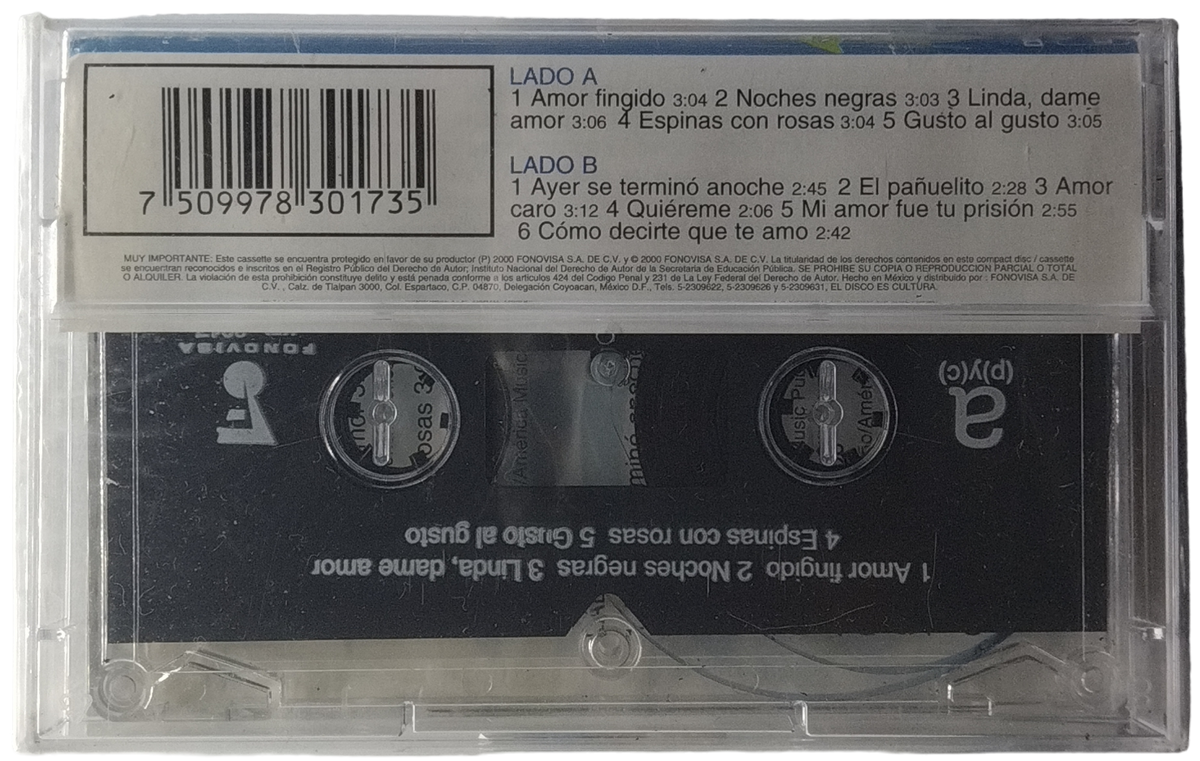 LADO A
1 Amor fingido 3:04 2 Noches negras 3:03 3 Linda, dame
amor 3:06 4 Espinas con rosas 3:04 5 Gusto al gusto 3:05
LADO B
1 Ayer se terminó anoche 2:45 2 El pañuelito 2:28 3 Amor
caro 3:12 4 Quiéreme 2:06 5 Mi amor fue tu prisión 2:55
6 Cómo decirte que te amo 2:42
7 509978 301735
MUY IMPORTANTE: Este cassette se encuentra protegido en favor de su productor (P) 2000 FONOVISA S.A. DE C.V. y © 2000 FONOVISA S.A. DE C.V. La titularidad de los derechos contenidos en este compact disc / cassette
se encuentran reconocidos e inscritos en el Registro Público del Derecho de Autor; Instituto Nacional del Derecho de Autor de la Secretaria de Educación Pública. SE PROHIBE SU COPIA O REPRODUCCION PARCIAL O TOTAL
O ALQUILER. La violación de esta prohibición constituye delito y está penada conforme a los artículos 424 del Codigo Penal y 231 de La Ley Federal del Derecho de Autor. Hecho en México y distribuido por : FONOVISA S.A. DE
C.V. , Calz. de Tlalpan 3000, Col. Espartaco, C.P. 04870, Delegación Coyoacan, México D.F., Tels. 5-2309622, 5-2309626 y 5-2309631, EL DISCO ES CULTURA.
FONOVISA
(p)y(c)
a
osas 3
América Music
1 Amor fingido 2 Noches negras 3 Linda, dame amor
4 Espinas con rosas 5 Gusto al gusto